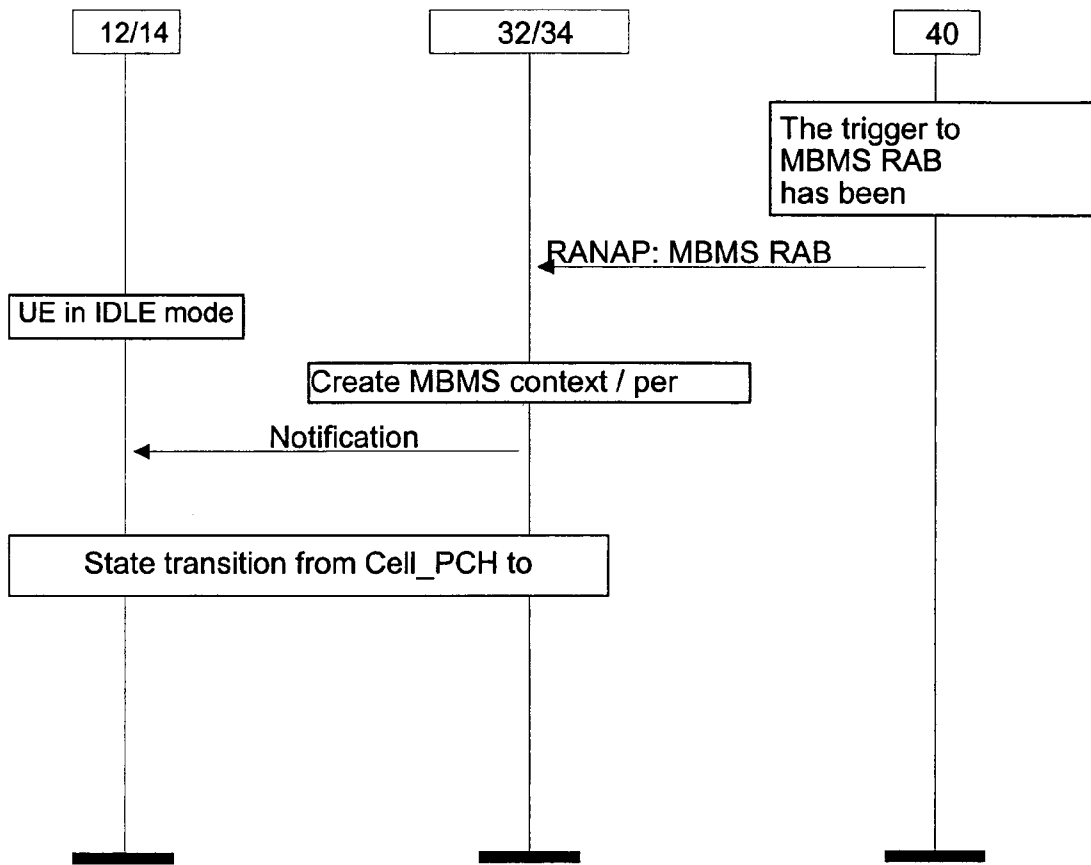 12/14
32/34
40
The trigger to
MBMS RAB
has been
RANAP: MBMS RAB
UE in IDLE mode
Create MBMS context / per
Notification
State transition from Cell_PCH to